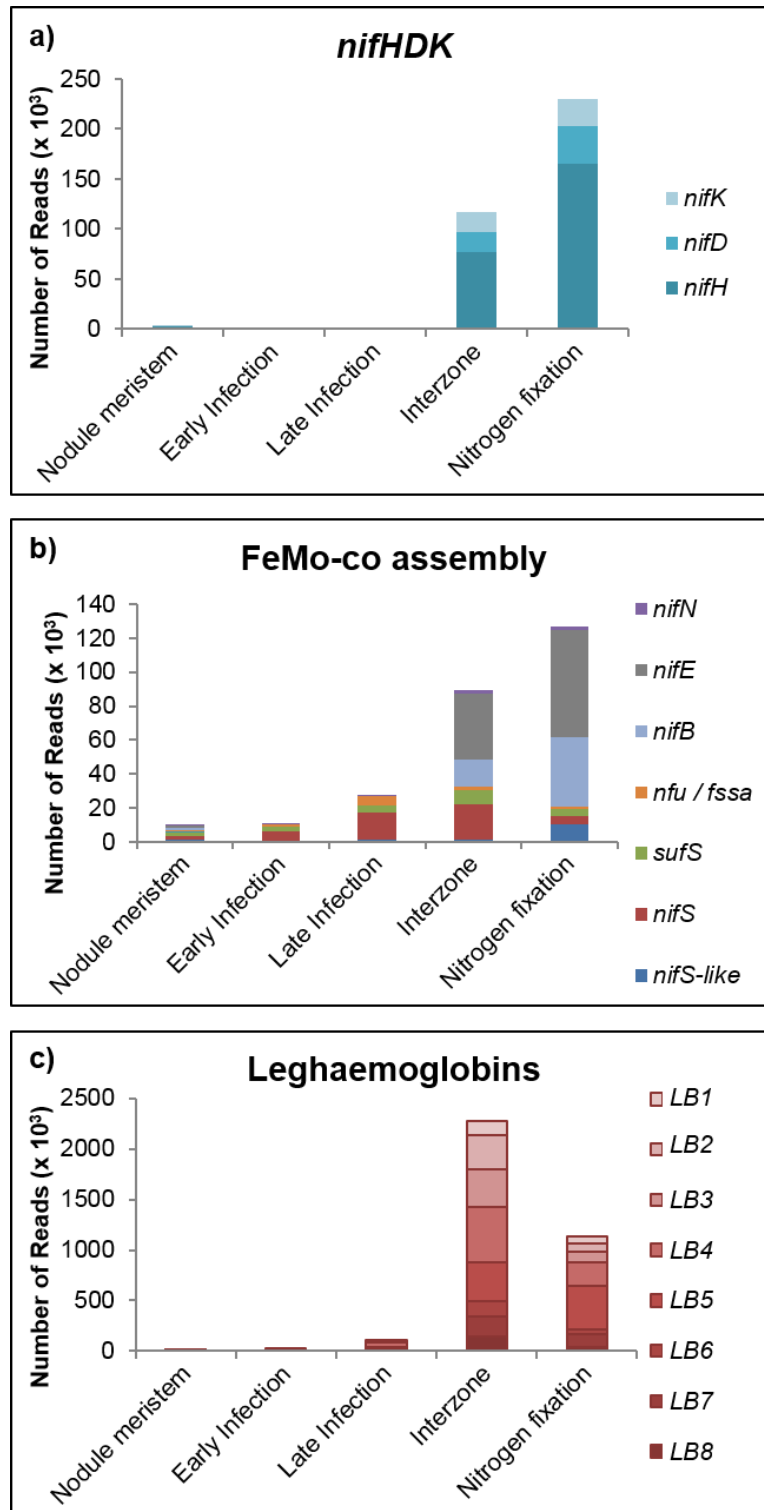 a)
nifHDK
Number of Reads (x 10³)
250
200
150
100
50
0
Nodule meristem
Early Infection
Late Infection
Interzone
Nitrogen fixation
nifK
nifD
nifH
b)
FeMo-co assembly
Number of Reads (x 10³)
140
120
100
80
60
40
20
0
Nodule meristem
Early Infection
Late Infection
Interzone
Nitrogen fixation
nifN
nifE
nifB
nfu / fssa
sufS
nifS
nifS-like
c)
Leghaemoglobins
Number of Reads (x 10³)
2500
2000
1500
1000
500
0
Nodule meristem
Early Infection
Late Infection
Interzone
Nitrogen fixation
LB1
LB2
LB3
LB4
LB5
LB6
LB7
LB8